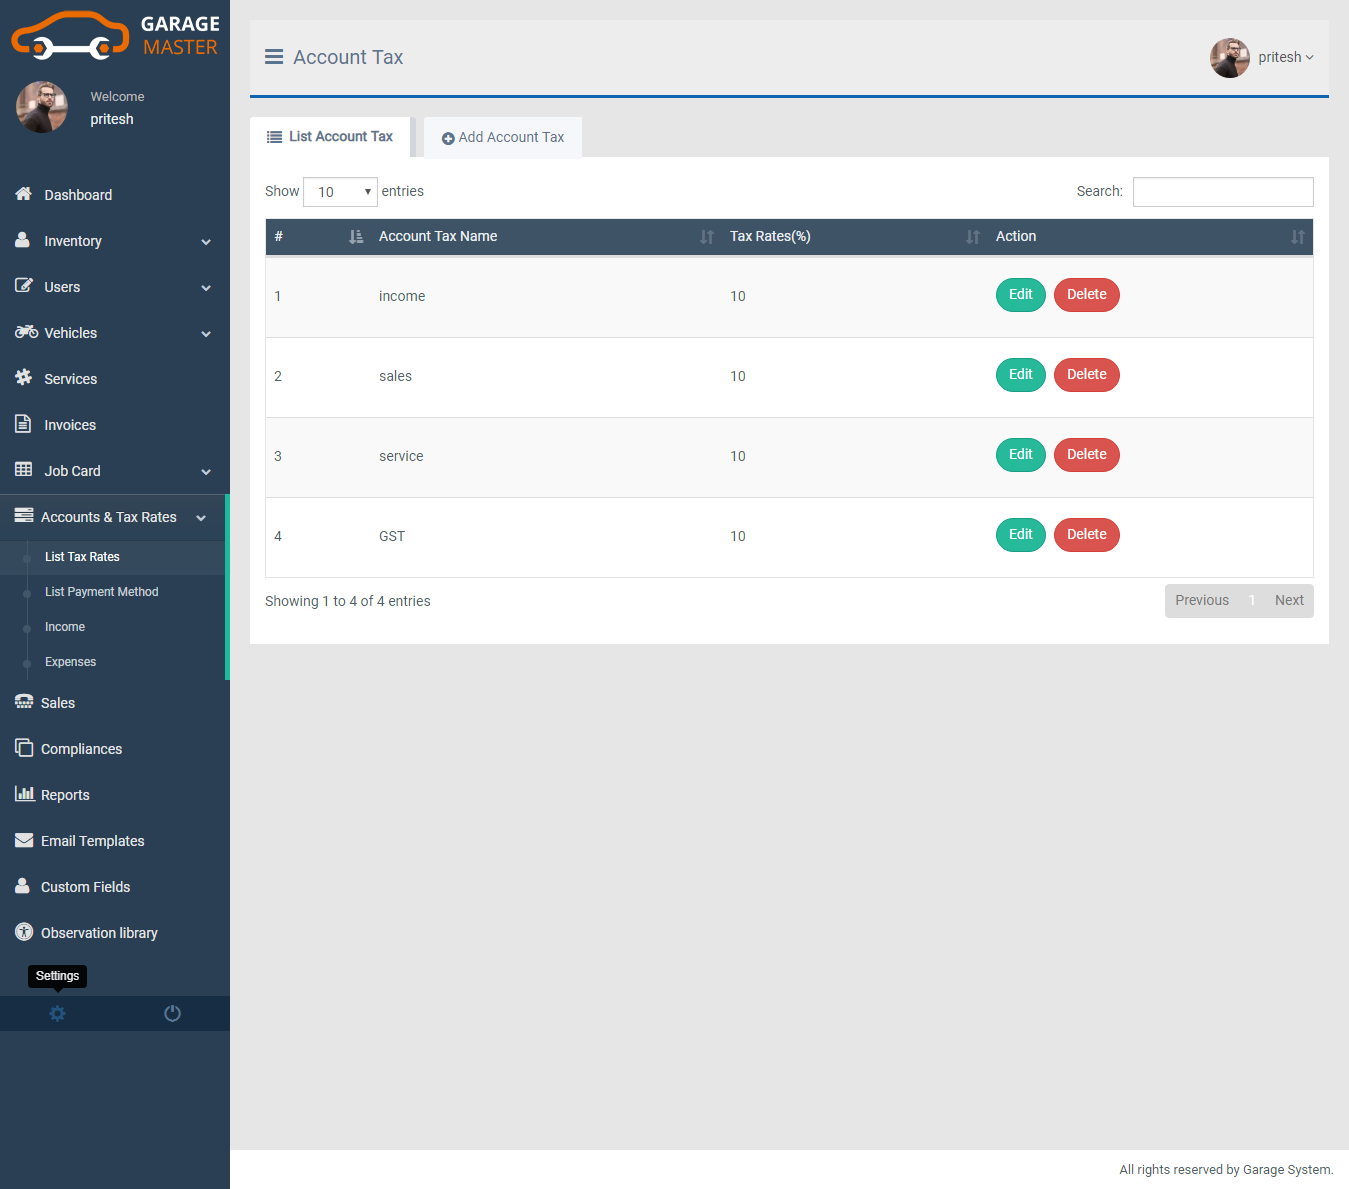 GARAGE
MASTER
Welcome
pritesh
Dashboard
Inventory
Users
Vehicles
Services
Invoices
Job Card
Accounts & Tax Rates
List Tax Rates
List Payment Method
Income
Expenses
Sales
Compliances
Reports
Email Templates
Custom Fields
Observation library
Settings
Account Tax
pritesh
List Account Tax Add Account Tax
Show 10 entries Search:
# Account Tax Name Tax Rates(%) Action
1 income 10 Edit Delete
2 sales 10 Edit Delete
3 service 10 Edit Delete
4 GST 10 Edit Delete
Showing 1 to 4 of 4 entries Previous 1 Next
All rights reserved by Garage System.